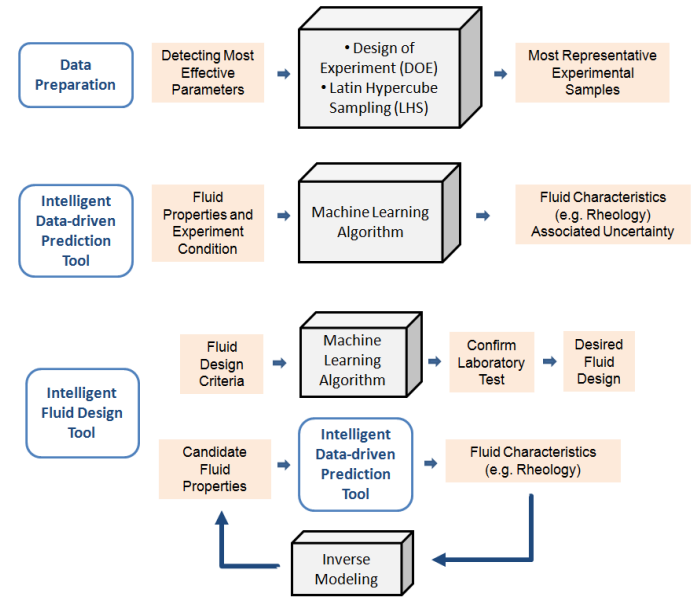 Data
Preparation
Detecting Most
Effective
Parameters
• Design of
Experiment (DOE)
• Latin Hypercube
Sampling (LHS)
Most Representative
Experimental
Samples
Intelligent
Data-driven
Prediction
Tool
Fluid
Properties and
Experiment
Condition
Machine Learning
Algorithm
Fluid Characteristics
(e.g. Rheology)
Associated Uncertainty
Intelligent
Fluid Design
Tool
Fluid
Design
Criteria
Machine
Learning
Algorithm
Confirm
Laboratory
Test
Desired
Fluid
Design
Candidate
Fluid
Properties
Intelligent
Data-driven
Prediction
Tool
Fluid Characteristics
(e.g. Rheology)
Inverse
Modeling